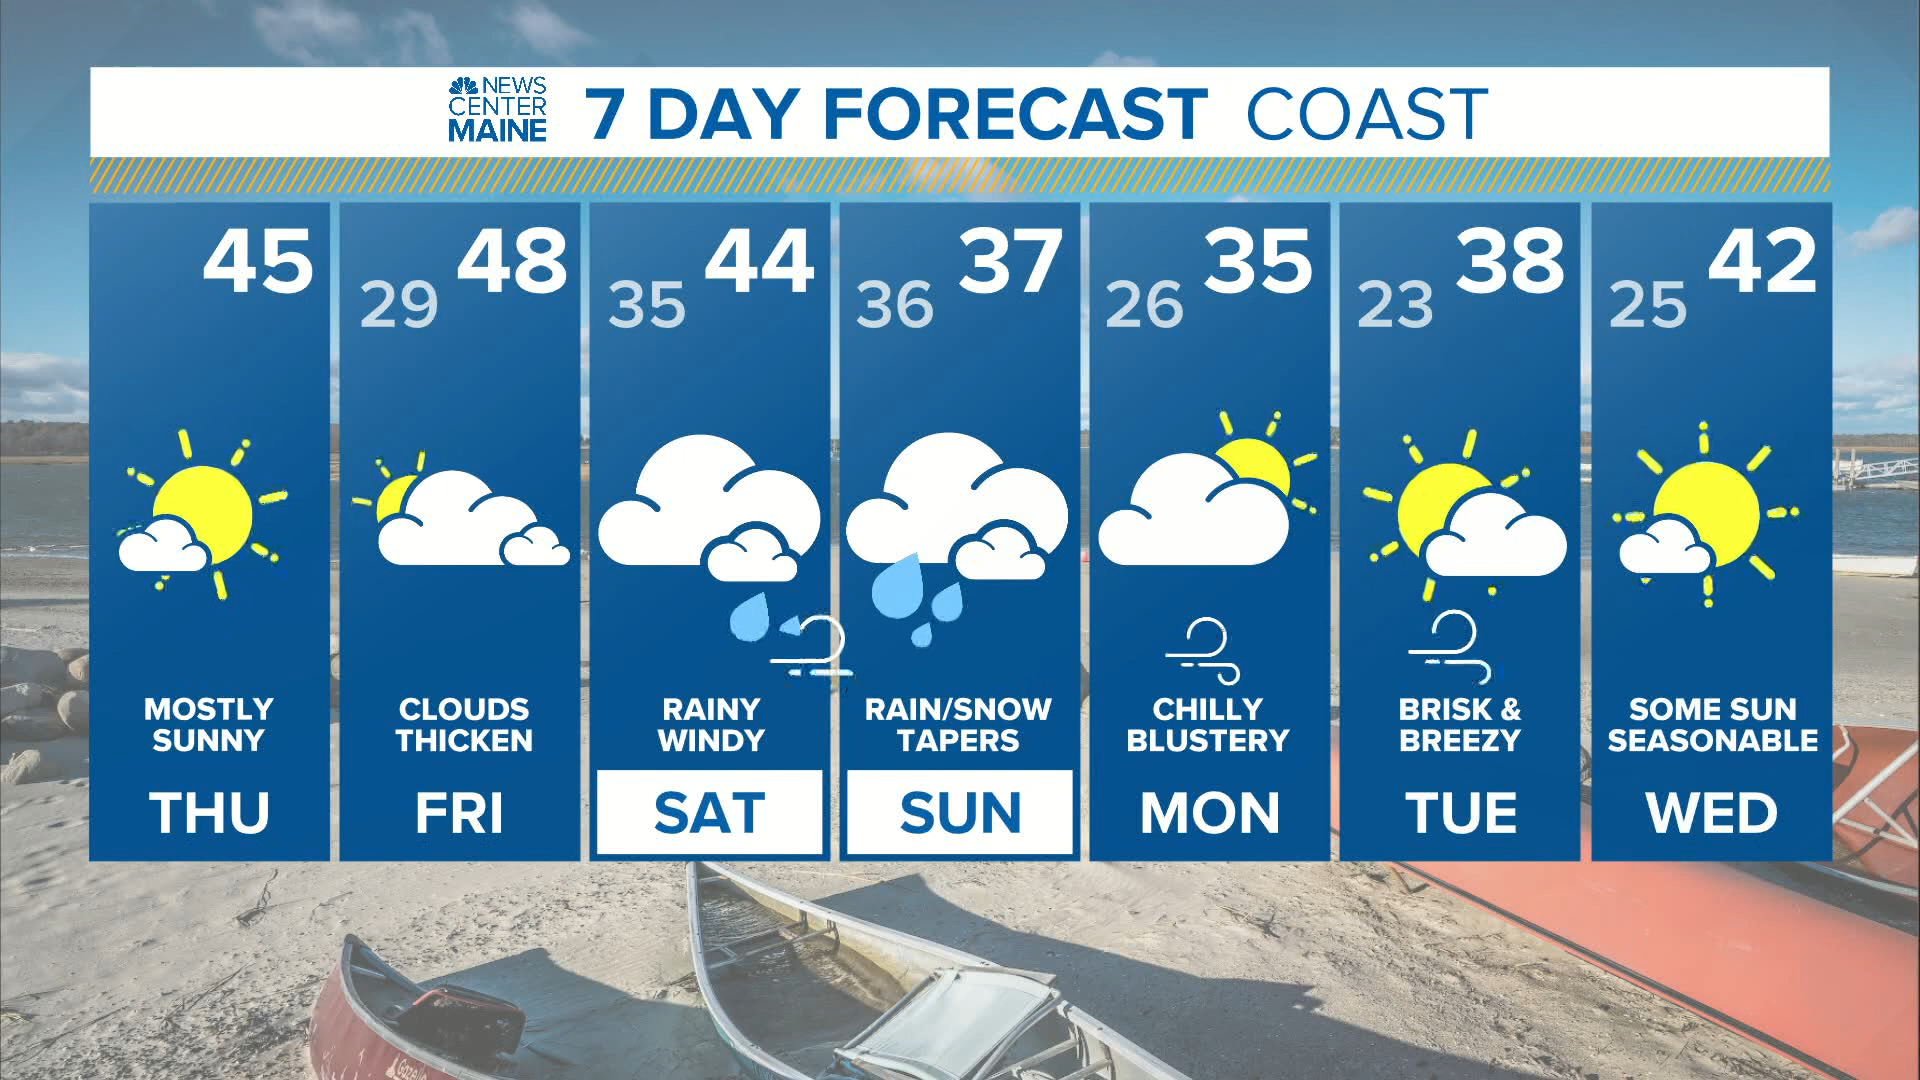 NEWS
CENTER
MAINE
7 DAY FORECAST COAST
45
MOSTLY
SUNNY
THU
29 48
CLOUDS
THICKEN
FRI
35 44
RAINY
WINDY
SAT
36 37
RAIN/SNOW
TAPERS
SUN
26 35
CHILLY
BLUSTERY
MON
23 38
BRISK &
BREEZY
TUE
25 42
SOME SUN
SEASONABLE
WED